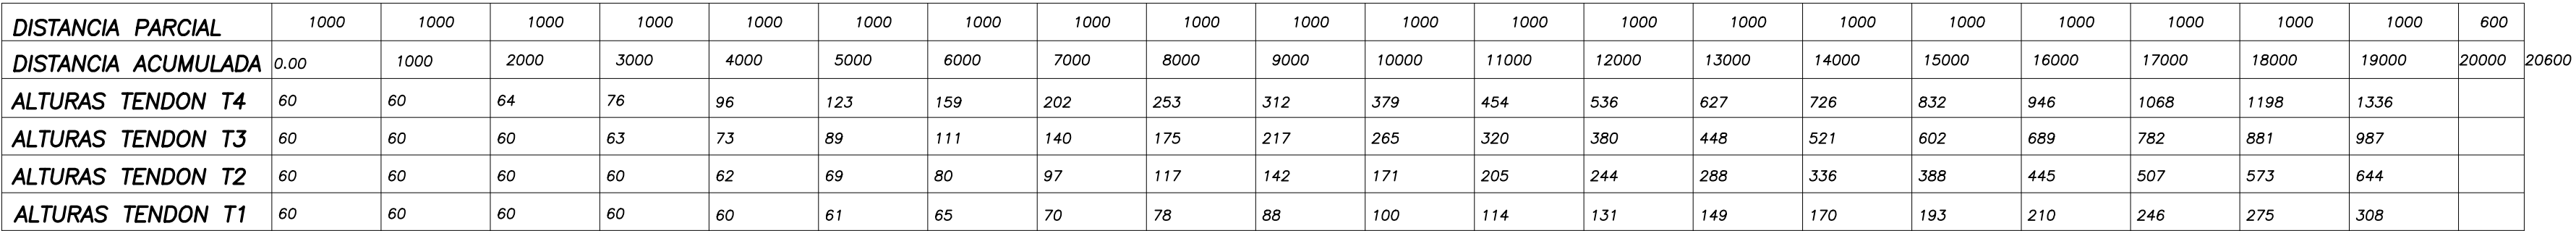 DISTANCIA PARCIAL 1000 1000 1000 1000 1000 1000 1000 1000 1000 1000 1000 1000 1000 1000 1000 1000 1000 1000 1000 1000 600
DISTANCIA ACUMULADA 0.00 1000 2000 3000 4000 5000 6000 7000 8000 9000 10000 11000 12000 13000 14000 15000 16000 17000 18000 19000 20000 20600
ALTURAS TENDON T4 60 60 64 76 96 123 159 202 253 312 379 454 536 627 726 832 946 1068 1198 1336
ALTURAS TENDON T3 60 60 60 63 73 89 111 140 175 217 265 320 380 448 521 602 689 782 881 987
ALTURAS TENDON T2 60 60 60 60 62 69 80 97 117 142 171 205 244 288 336 388 445 507 573 644
ALTURAS TENDON T1 60 60 60 60 60 61 65 70 78 88 100 114 131 149 170 193 210 246 275 308